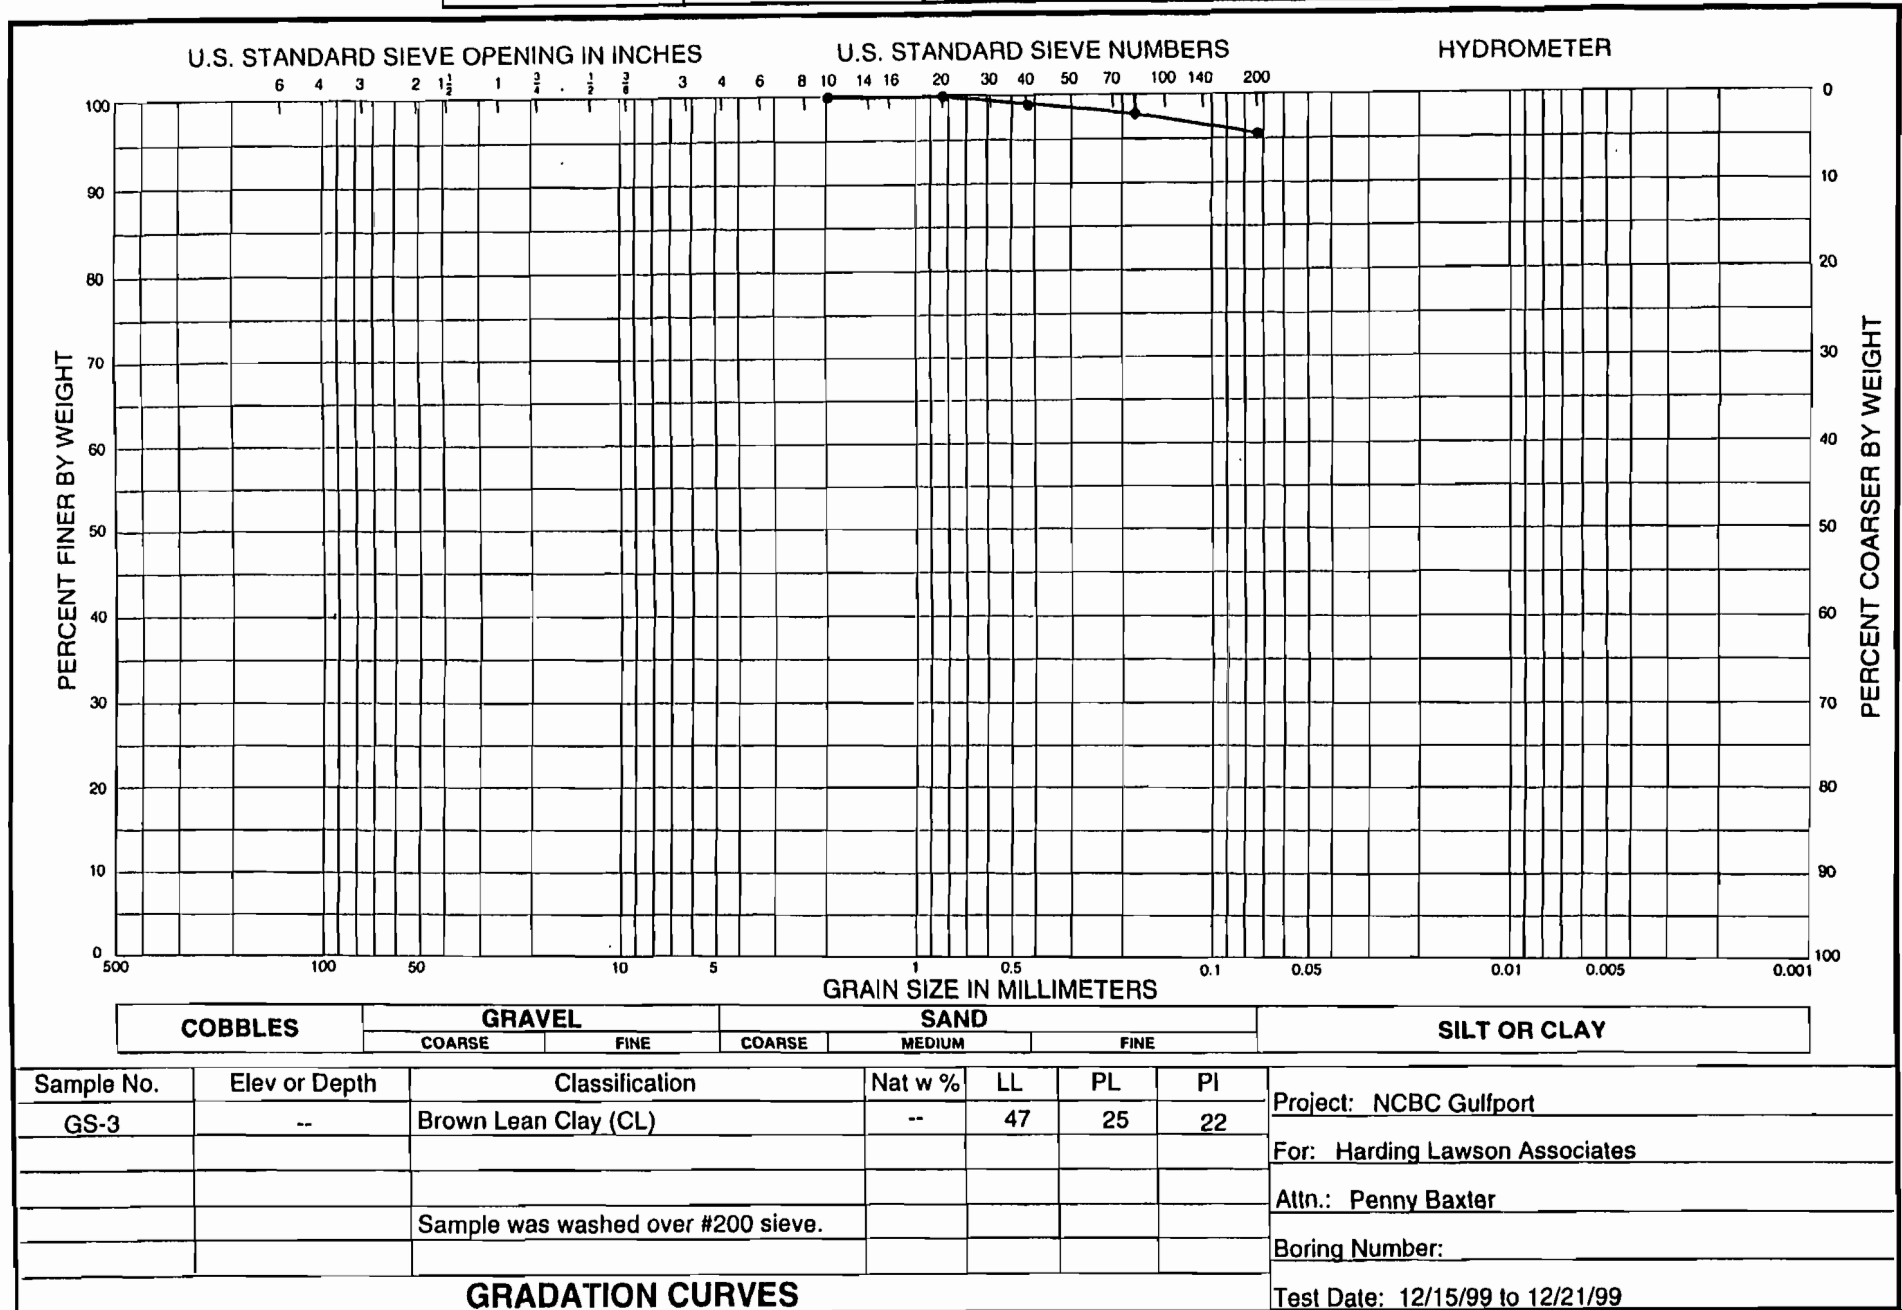 U.S. STANDARD SIEVE OPENING IN INCHES U.S. STANDARD SIEVE NUMBERS HYDROMETER
6 4 3 2 1 1/2 1 3/4 1/2 3/8 3 4 6 8 10 14 16 20 30 40 50 70 100 140 200
100 0
90 10
80 20
70 30
60 40
50 50
40 60
30 70
20 80
10 90
0 100
PERCENT FINER BY WEIGHT
PERCENT COARSER BY WEIGHT
500 100 50 10 5 1 0.5 0.1 0.05 0.01 0.005 0.001
GRAIN SIZE IN MILLIMETERS
COBBLES GRAVEL SAND SILT OR CLAY
COARSE FINE COARSE MEDIUM FINE
Sample No. Elev or Depth Classification Nat w % LL PL PI
GS-3 -- Brown Lean Clay (CL) -- 47 25 22
Sample was washed over #200 sieve.
Project: NCBC Gulfport
For: Harding Lawson Associates
Attn.: Penny Baxter
Boring Number:
GRADATION CURVES
Test Date: 12/15/99 to 12/21/99